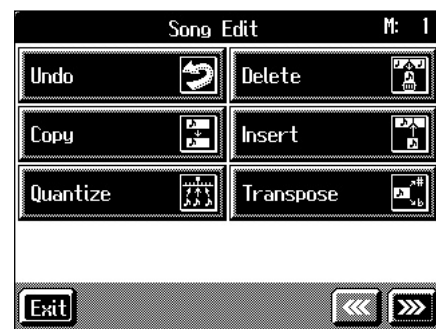 Song Edit M: 1
Undo Delete
Copy Insert
Quantize Transpose
Exit